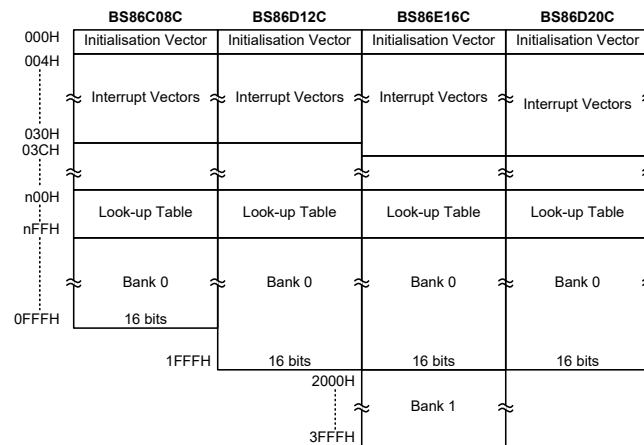 BS86C08C BS86D12C BS86E16C BS86D20C
000H Initialisation Vector Initialisation Vector Initialisation Vector Initialisation Vector
004H
Interrupt Vectors Interrupt Vectors Interrupt Vectors Interrupt Vectors
030H
03CH
n00H
Look-up Table Look-up Table Look-up Table Look-up Table
nFFH
Bank 0 Bank 0 Bank 0 Bank 0
0FFFH 16 bits
1FFFH 16 bits 16 bits 16 bits
2000H
Bank 1
3FFFH